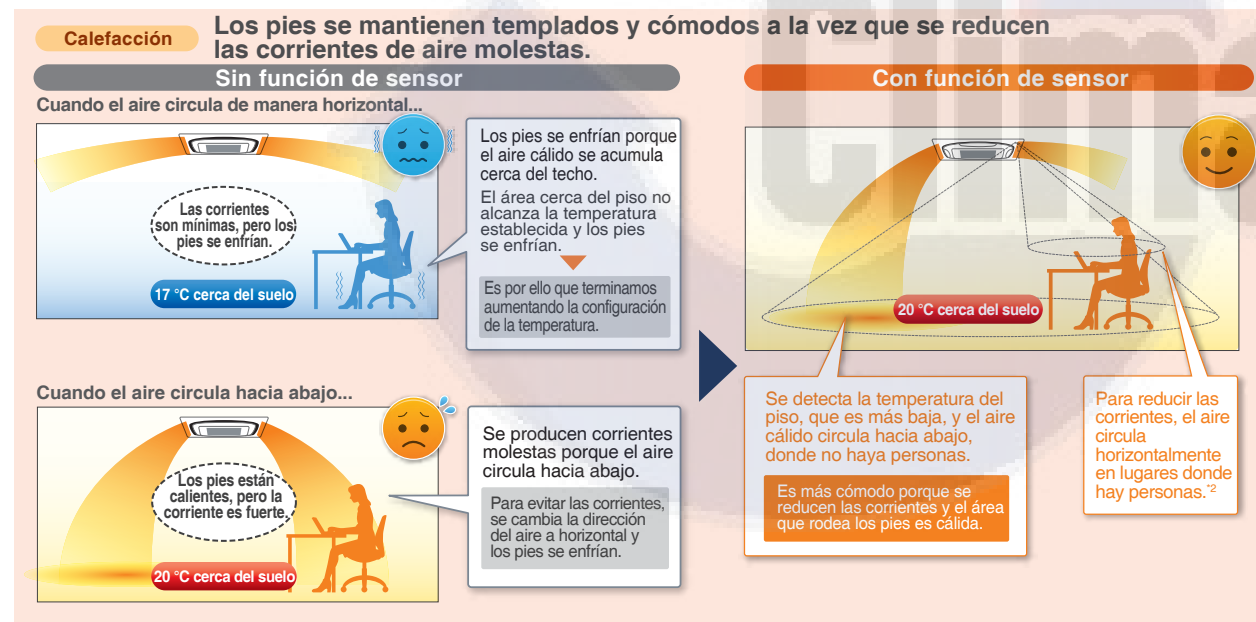 Calefacción
Los pies se mantienen templados y cómodos a la vez que se reducen
las corrientes de aire molestas.
Sin función de sensor
Cuando el aire circula de manera horizontal...
Las corrientes
son mínimas, pero los
pies se enfrían.
17 °C cerca del suelo
Los pies se enfrían porque
el aire cálido se acumula
cerca del techo.
El área cerca del piso no
alcanza la temperatura
establecida y los pies
se enfrían.
Es por ello que terminamos
aumentando la configuración
de la temperatura.
Cuando el aire circula hacia abajo...
Los pies están
calientes, pero la
corriente es fuerte.
20 °C cerca del suelo
Se producen corrientes
molestas porque el aire
circula hacia abajo.
Para evitar las corrientes,
se cambia la dirección
del aire a horizontal y
los pies se enfrían.
Con función de sensor
20 °C cerca del suelo
Se detecta la temperatura del
piso, que es más baja, y el aire
cálido circula hacia abajo,
donde no haya personas.
Es más cómodo porque se
reducen las corrientes y el área
que rodea los pies es cálida.
Para reducir las
corrientes, el aire
circula
horizontalmente
en lugares donde
hay personas.*2